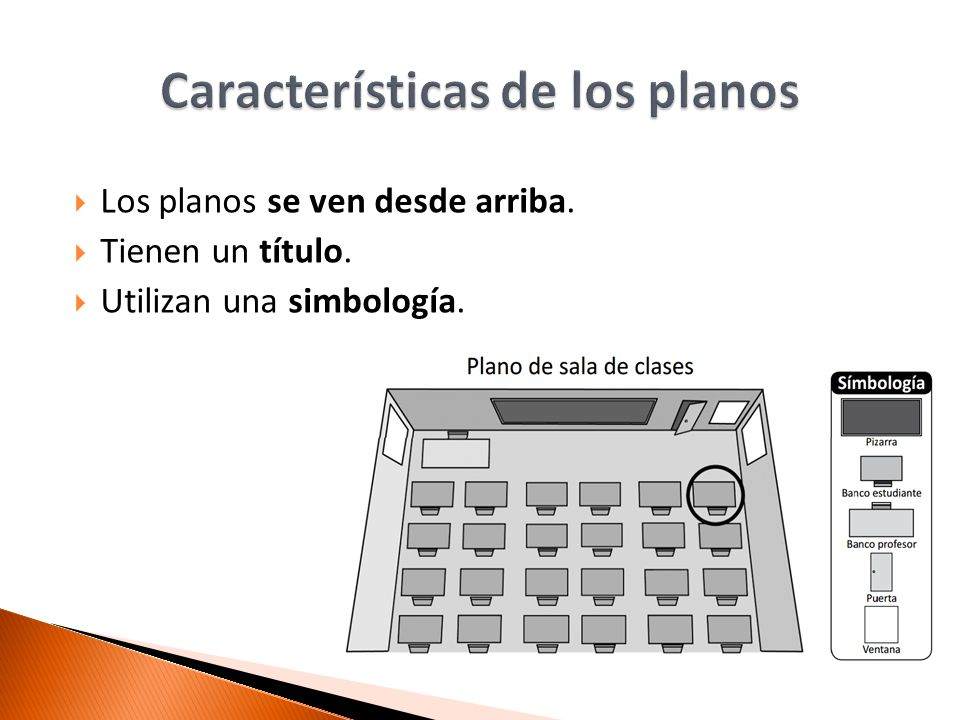 Características de los planos
Los planos se ven desde arriba.
Tienen un título.
Utilizan una simbología.
Plano de sala de clases
Símbología
Pizarra
Banco estudiante
Banco profesor
Puerta
Ventana